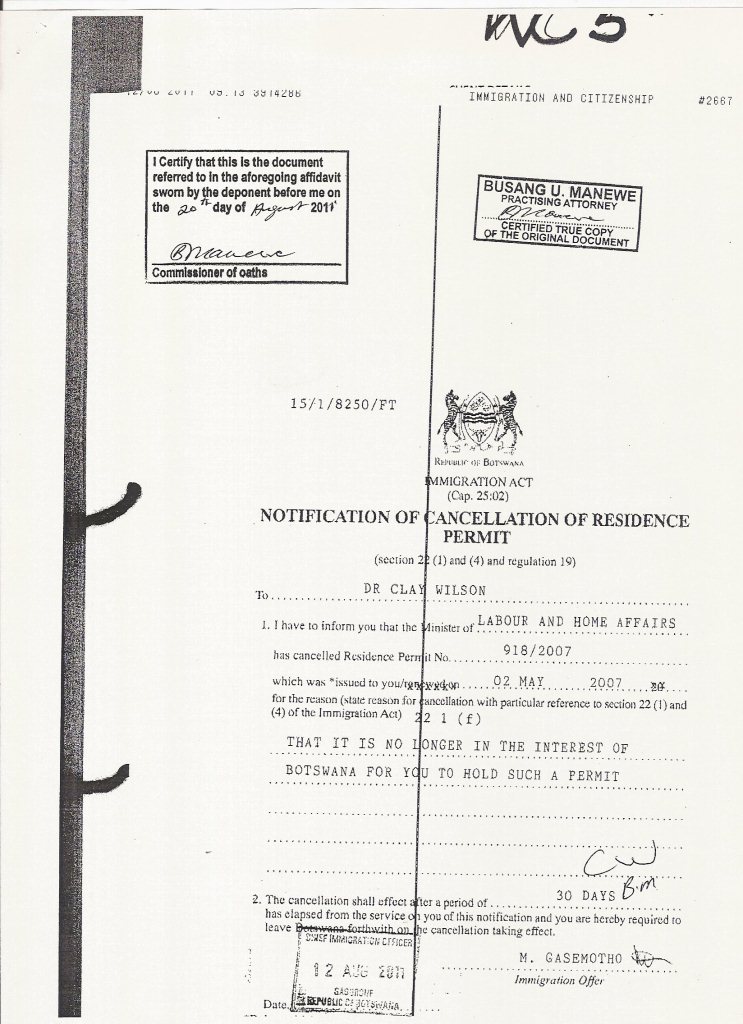 WC 5
12/08 2011 09:13 3914288
IMMIGRATION AND CITIZENSHIP #2667
I Certify that this is the document
referred to in the aforegoing affidavit
sworn by the deponent before me on
the 20th day of August 2011
BManewe
Commissioner of oaths
BUSANG U. MANEWE
PRACTISING ATTORNEY
BManewe
CERTIFIED TRUE COPY
OF THE ORIGINAL DOCUMENT
15/1/8250/FT
REPUBLIC OF BOTSWANA
IMMIGRATION ACT
(Cap. 25:02)
NOTIFICATION OF CANCELLATION OF RESIDENCE
PERMIT
(section 22 (1) and (4) and regulation 19)
To DR CLAY WILSON
1. I have to inform you that the Minister of LABOUR AND HOME AFFAIRS
has cancelled Residence Permit No. 918/2007
which was *issued to you/renewed on 02 MAY 2007 20
for the reason (state reason for cancellation with particular reference to section 22 (1) and
(4) of the Immigration Act) 22 1 (f)
THAT IT IS NO LONGER IN THE INTEREST OF
BOTSWANA FOR YOU TO HOLD SUCH A PERMIT
CW
B.M
2. The cancellation shall effect after a period of 30 DAYS
has elapsed from the service on you of this notification and you are hereby required to
leave Botswana forthwith on the cancellation taking effect.
CHIEF IMMIGRATION OFFICER
12 AUG 2011
GABORONE
REPUBLIC OF BOTSWANA
M. GASEMOTHO
Immigration Offer
Date